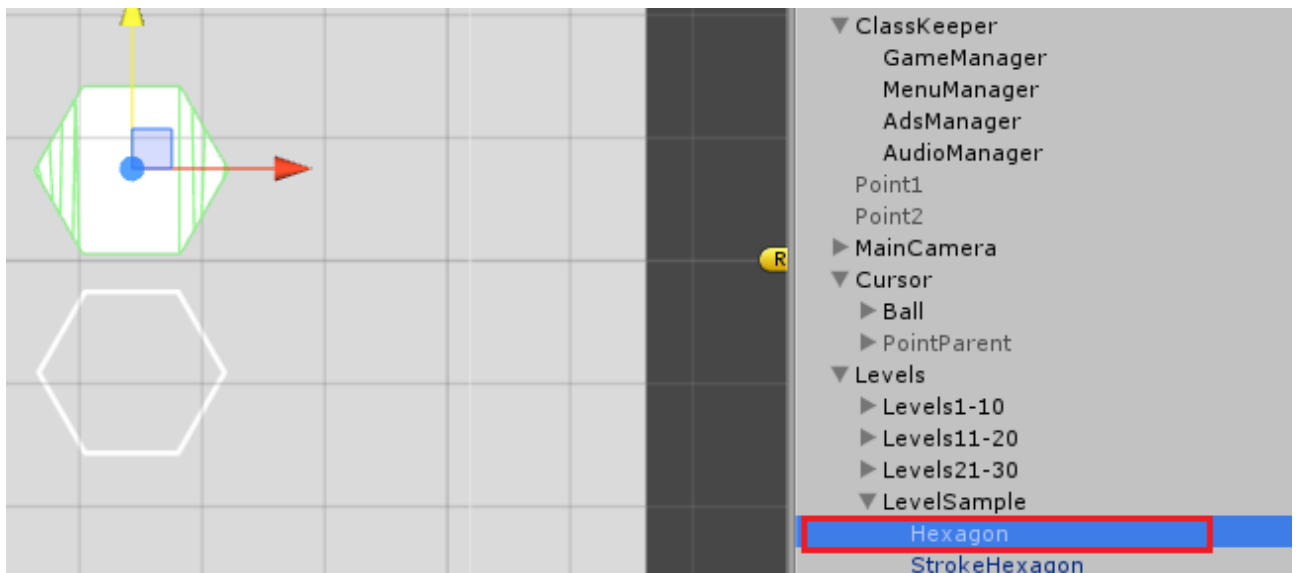 R
ClassKeeper
GameManager
MenuManager
AdsManager
AudioManager
Point1
Point2
MainCamera
Cursor
Ball
PointParent
Levels
Levels1-10
Levels11-20
Levels21-30
LevelSample
Hexagon
StrokeHexagon